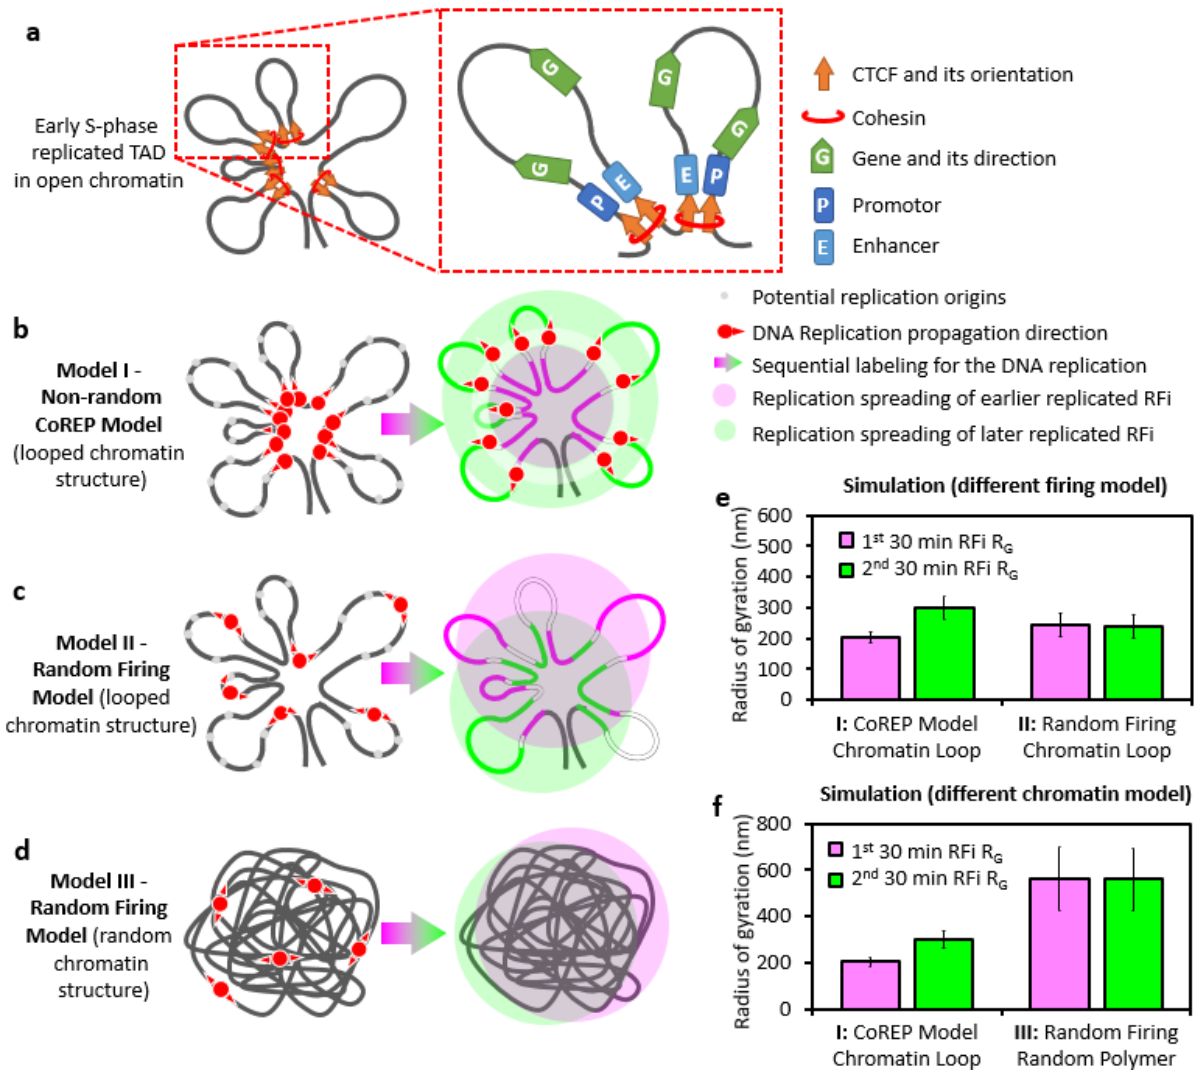 a
Early S-phase
replicated TAD
in open chromatin
G
G
G
G
P
E
E
P
CTCF and its orientation
Cohesin
G
Gene and its direction
P
Promotor
E
Enhancer
Potential replication origins
DNA Replication propagation direction
Sequential labeling for the DNA replication
Replication spreading of earlier replicated RFi
Replication spreading of later replicated RFi
b
Model I -
Non-random
CoREP Model
(looped chromatin
structure)
c
Model II -
Random Firing
Model (looped
chromatin structure)
d
Model III -
Random Firing
Model (random
chromatin
structure)
e
Simulation (different firing model)
Radius of gyration (nm)
600
500
400
300
200
100
0
1st 30 min RFi RG
2nd 30 min RFi RG
I: CoREP Model
Chromatin Loop
II: Random Firing
Chromatin Loop
f
Simulation (different chromatin model)
Radius of gyration (nm)
800
600
400
200
0
1st 30 min RFi RG
2nd 30 min RFi RG
I: CoREP Model
Chromatin Loop
III: Random Firing
Random Polymer